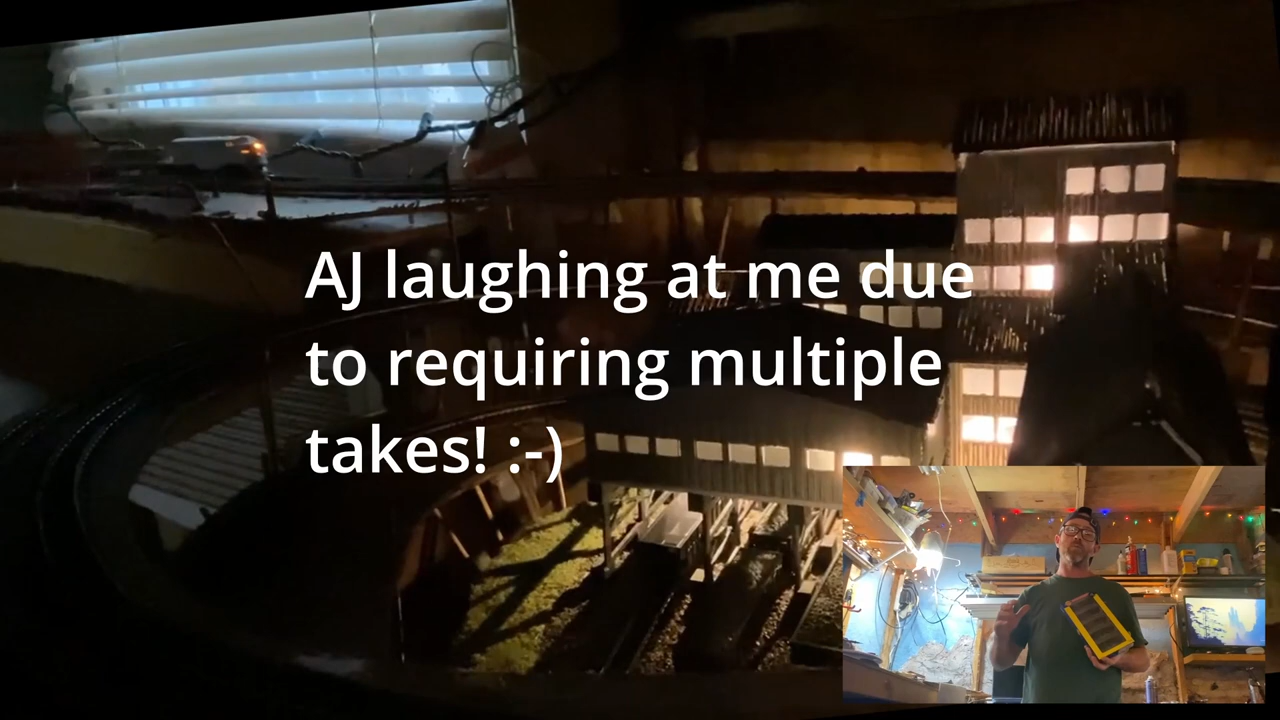 AJ laughing at me due
to requiring multiple
takes! :-)